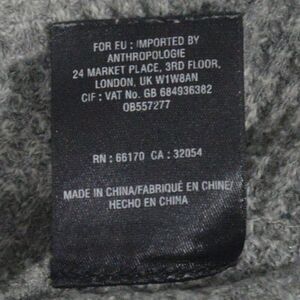 FOR EU : IMPORTED BY
ANTHROPOLOGIE
24 MARKET PLACE, 3RD FLOOR,
LONDON, UK W1W8AN
CIF : VAT No. GB 684936382
OB557277
RN : 66170 CA : 32054
MADE IN CHINA/FABRIQUÉ EN CHINE/
HECHO EN CHINA